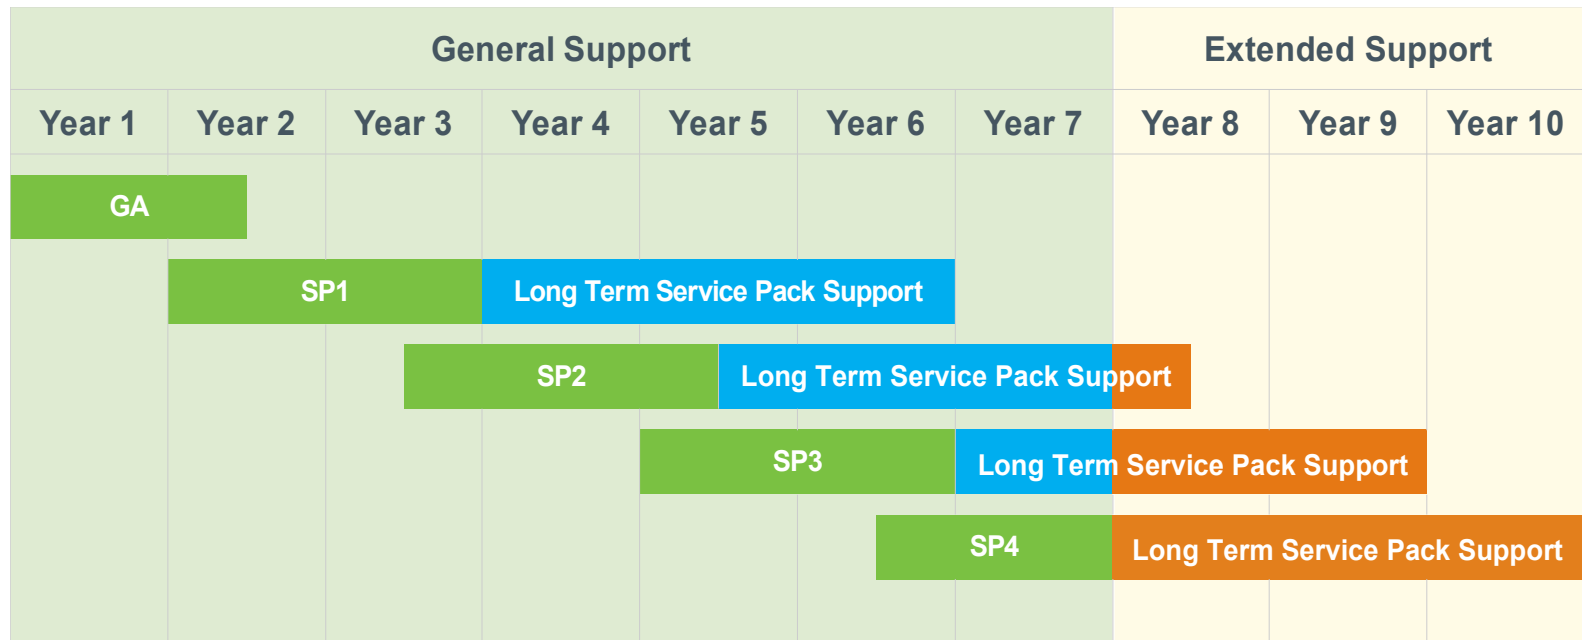 General Support Extended Support
Year 1 Year 2 Year 3 Year 4 Year 5 Year 6 Year 7 Year 8 Year 9 Year 10
GA
SP1 Long Term Service Pack Support
SP2 Long Term Service Pack Support
SP3 Long Term Service Pack Support
SP4 Long Term Service Pack Support